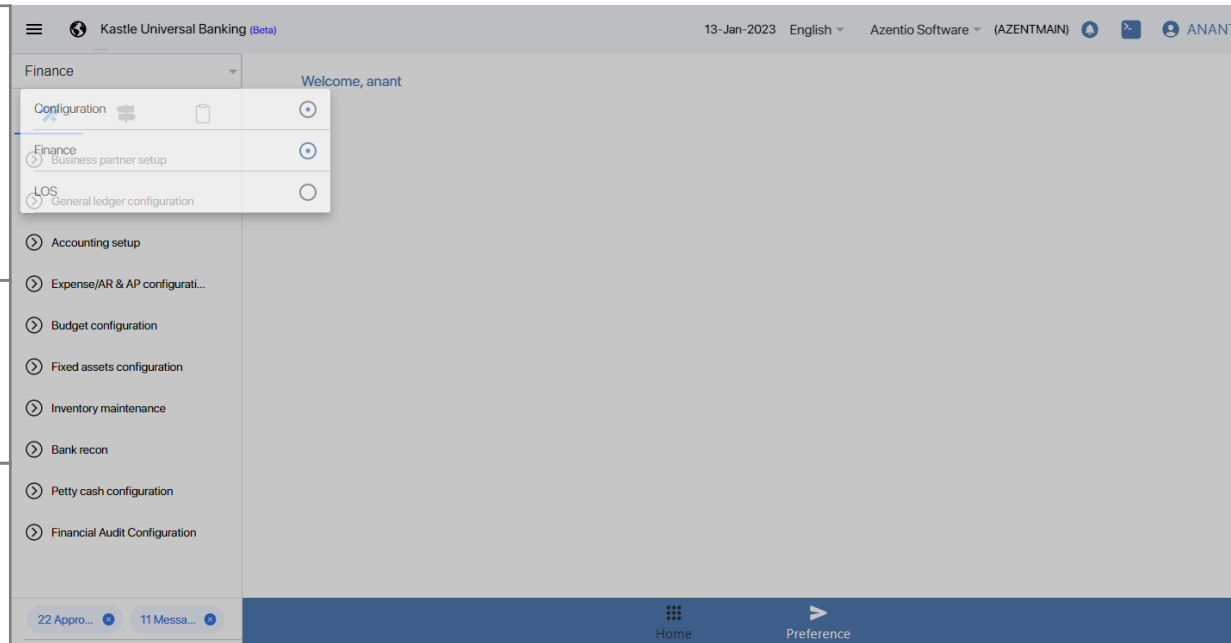 Kastle Universal Banking (Beta) 13-Jan-2023 English Azentio Software (AZENTMAIN) ANANT
Finance
Welcome, anant
Configuration
Finance
Business partner setup
LOS
General ledger configuration
Accounting setup
Expense/AR & AP configurati...
Budget configuration
Fixed assets configuration
Inventory maintenance
Bank recon
Petty cash configuration
Financial Audit Configuration
22 Appro... 11 Messa...
Home Preference